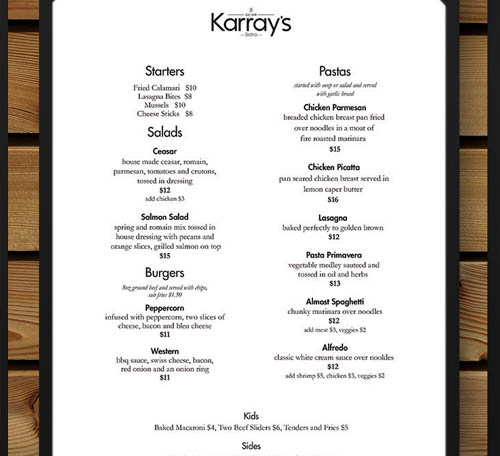 Karray's
Bistro
Starters
Fried Calamari $10
Lasagna Bites $8
Mussels $10
Cheese Sticks $8
Salads
Ceasar
house made ceasar, romain,
parmesan, tomatoes and crutons,
tossed in dressing
$12
add chicken $3
Salmon Salad
spring and romain mix tossed in
house dressing with pecans and
orange slices, grilled salmon on top
$15
Burgers
8oz ground beef and served with chips,
sub fries $1.50
Peppercorn
infused with peppercorn, two slices of
cheese, bacon and bleu cheese
$11
Western
bbq sauce, swiss cheese, bacon,
red onion and an onion ring
$11
Pastas
started with soup or salad and served
with garlic bread
Chicken Parmesan
breaded chicken breast pan fried
over noodles in a moat of
fire roasted marinara
$15
Chicken Picatta
pan seared chicken breast served in
lemon caper butter
$16
Lasagna
baked perfectly to golden brown
$12
Pasta Primavera
vegetable medley sauteed and
tossed in oil and herbs
$13
Almost Spaghetti
chunky marinara over noodles
$12
add meat $3, veggies $2
Alfredo
classic white cream sauce over nooldes
$12
add shrimp $5, chicken $3, veggies $2
Kids
Baked Macaroni $4, Two Beef Sliders $6, Tenders and Fries $5
Sides